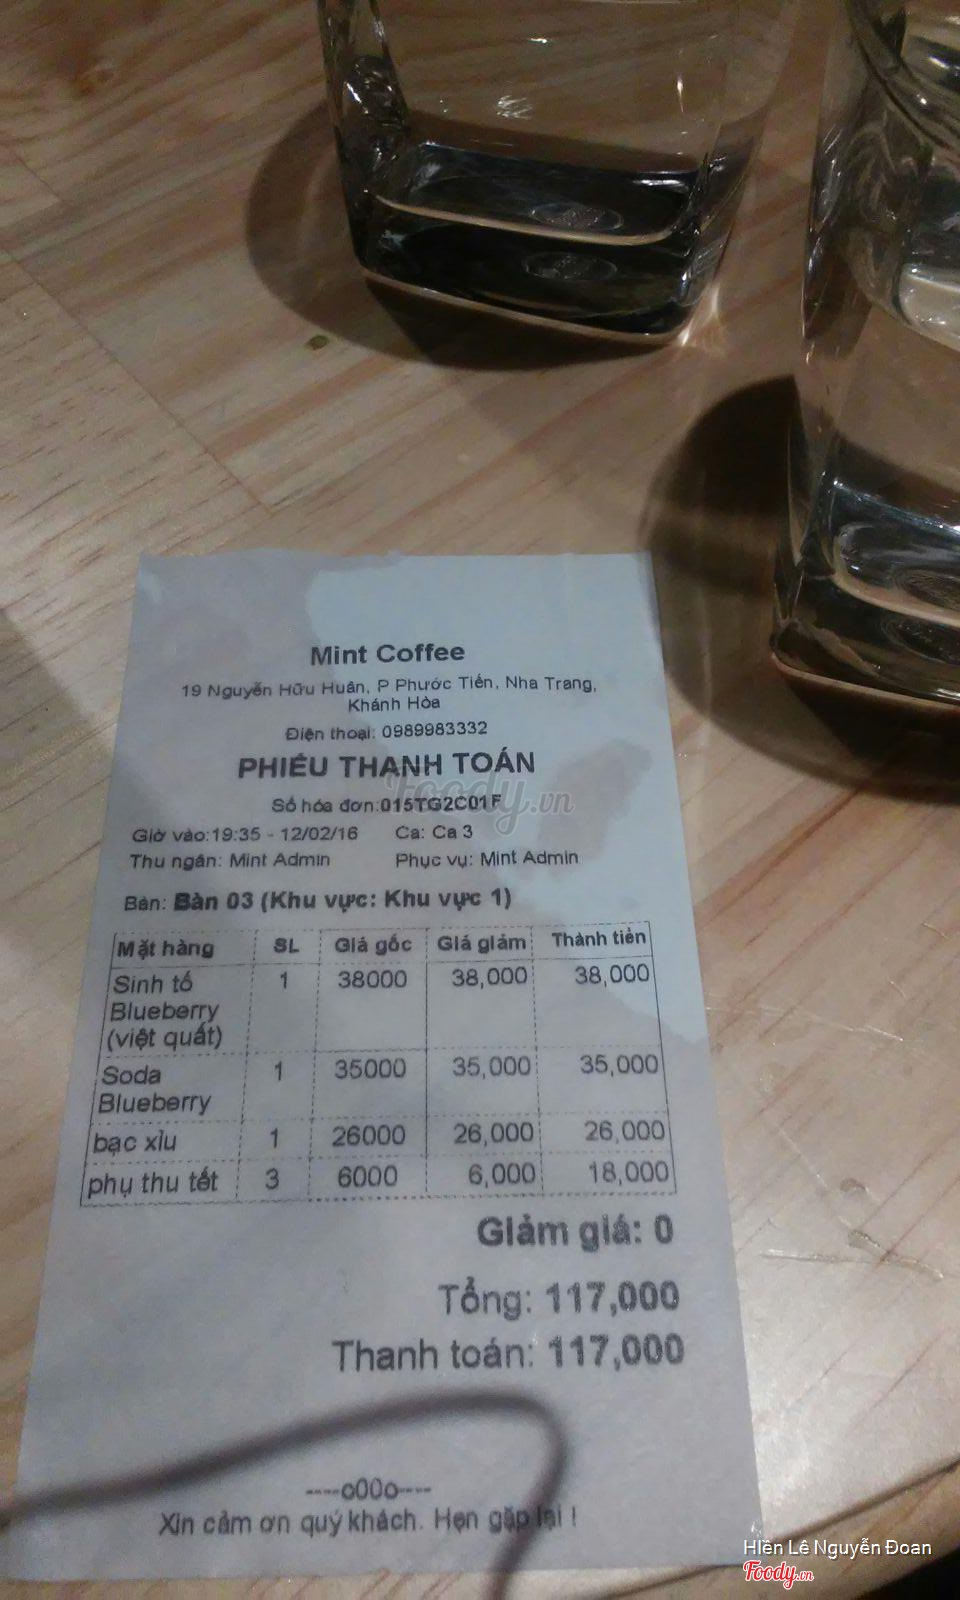 Mint Coffee
19 Nguyễn Hữu Huân, P Phước Tiến, Nha Trang,
Khánh Hòa
Điện thoại: 0989983332
PHIẾU THANH TOÁN
Số hóa đơn:015TG2C01F
Giờ vào:19:35 - 12/02/16 Ca: Ca 3
Thu ngân: Mint Admin Phục vụ: Mint Admin
Bàn: Bàn 03 (Khu vực: Khu vực 1)
Mặt hàng SL Giá gốc Giá giảm Thành tiền
Sinh tố 1 38000 38,000 38,000
Blueberry
(việt quất)
Soda 1 35000 35,000 35,000
Blueberry
bạc xỉu 1 26000 26,000 26,000
phụ thu tết 3 6000 6,000 18,000
Giảm giá: 0
Tổng: 117,000
Thanh toán: 117,000
----o00o----
Xin cảm ơn quý khách. Hẹn gặp lại !
Foody.vn
Hiền Lê Nguyễn Đoan
Foody.vn